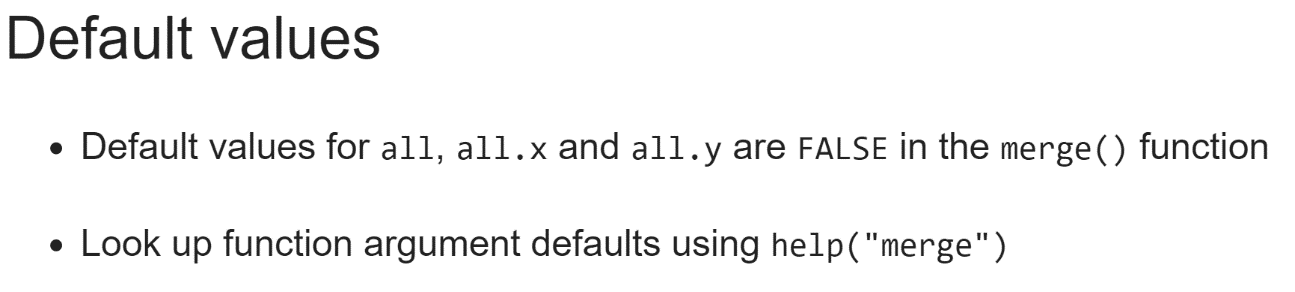 Default values
• Default values for all, all.x and all.y are FALSE in the merge() function
• Look up function argument defaults using help("merge")